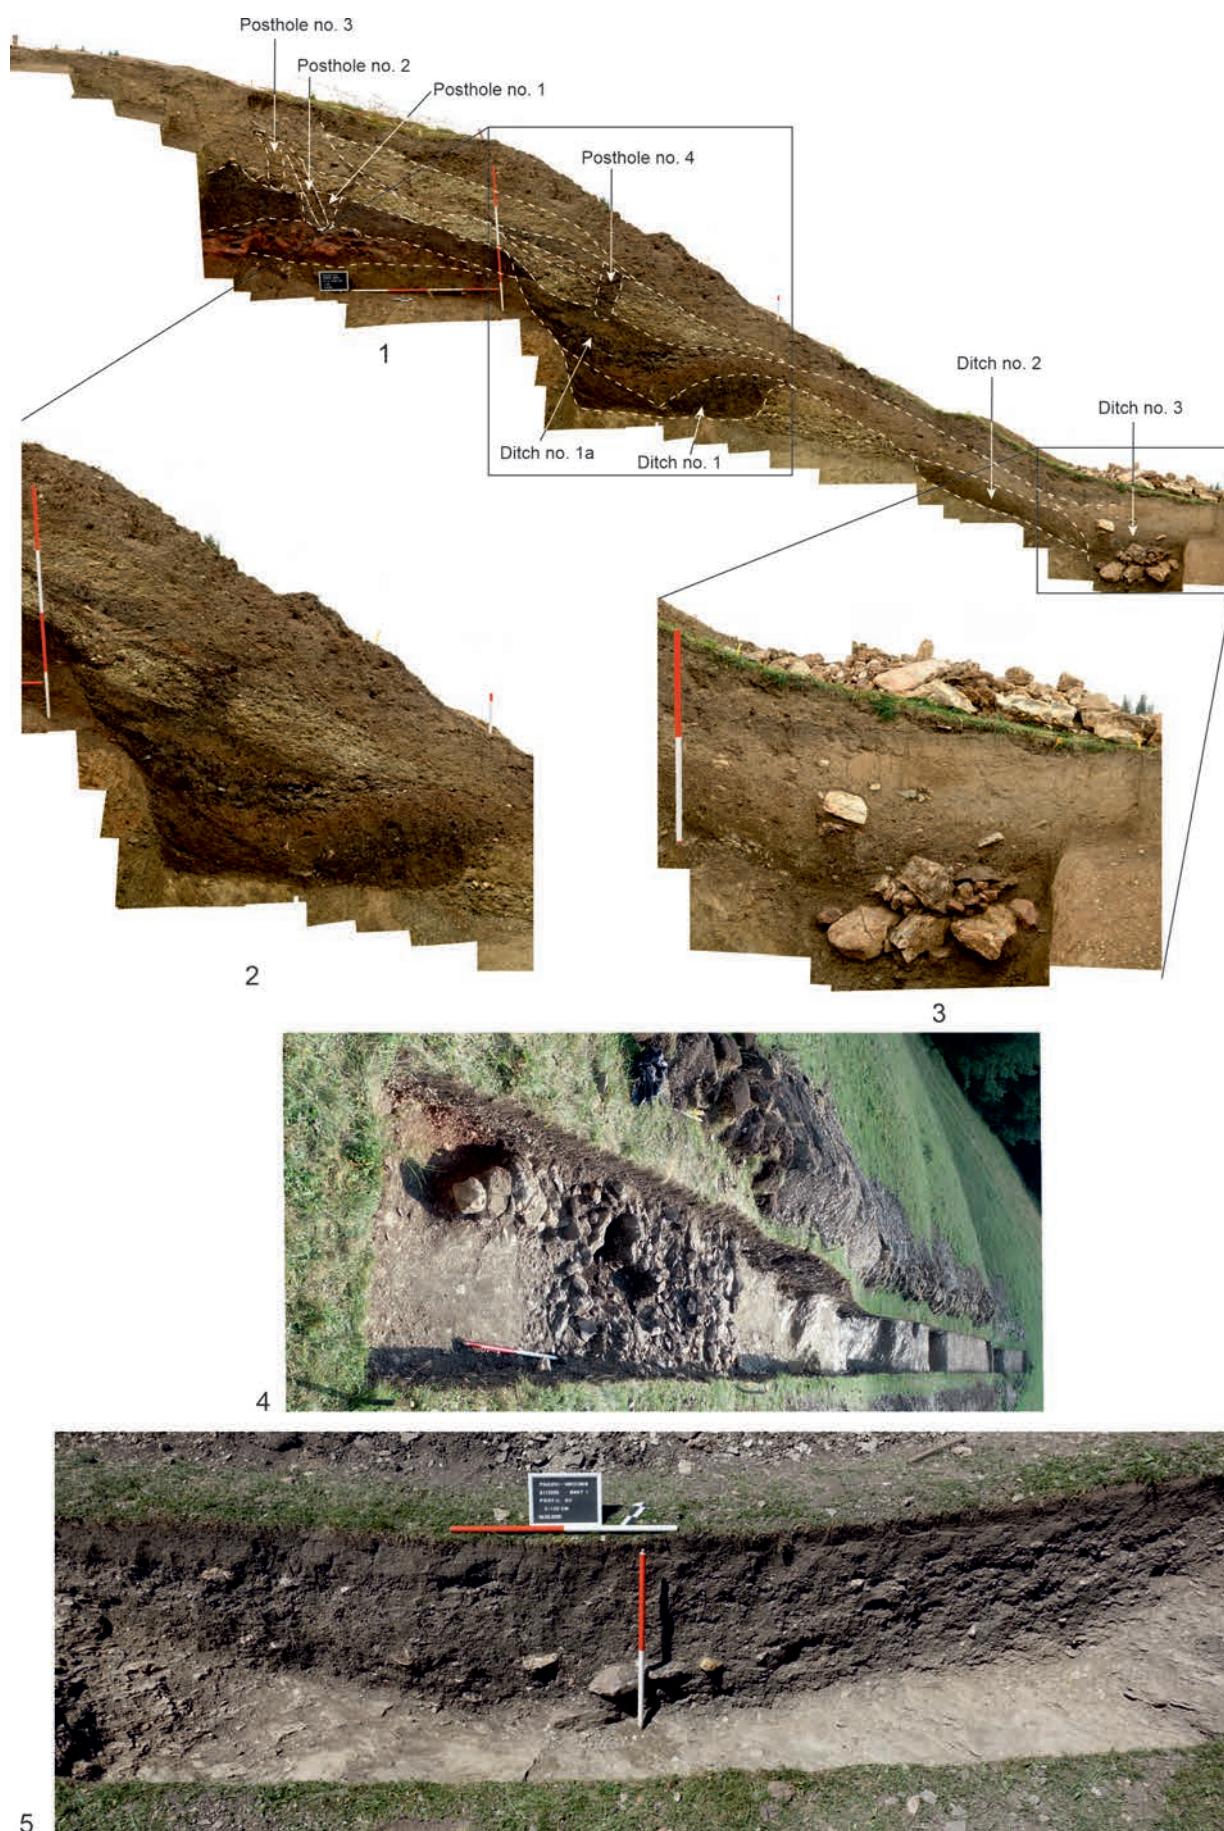 Posthole no. 3
Posthole no. 2
Posthole no. 1
Posthole no. 4
Ditch no. 2
Ditch no. 3
1
Ditch no. 1a
Ditch no. 1
2
3
4
5